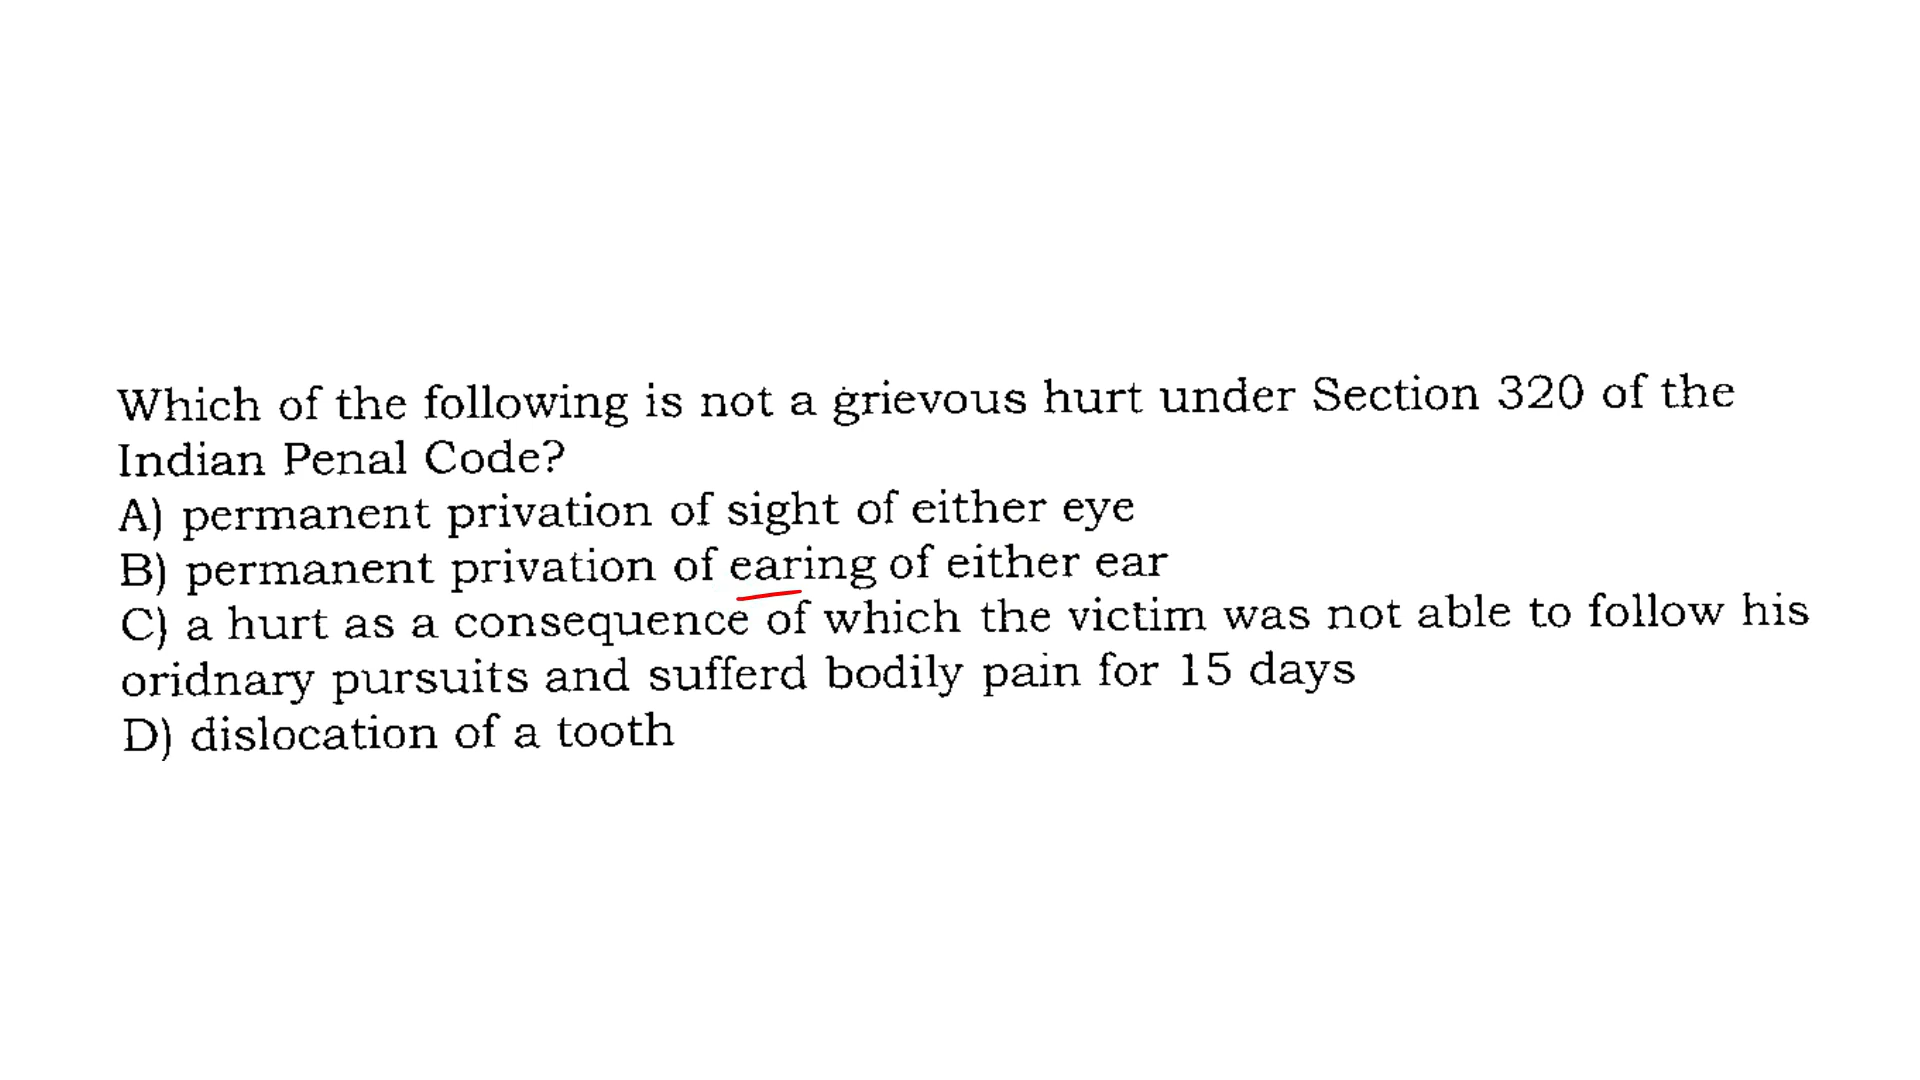 Which of the following is not a grievous hurt under Section 320 of the
Indian Penal Code?
A) permanent privation of sight of either eye
B) permanent privation of earing of either ear
C) a hurt as a consequence of which the victim was not able to follow his
oridnary pursuits and sufferd bodily pain for 15 days
D) dislocation of a tooth